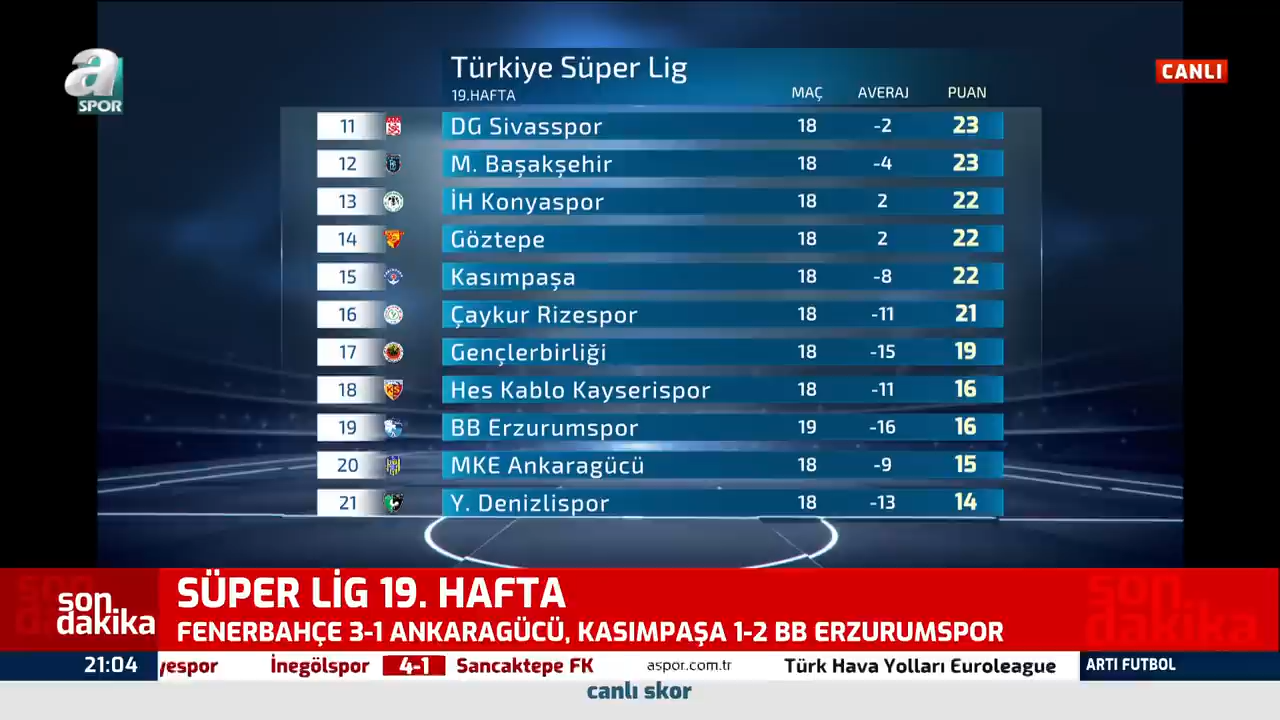 a
SPOR
CANLI
Türkiye Süper Lig
19.HAFTA MAÇ AVERAJ PUAN
11 DG Sivasspor 18 -2 23
12 M. Başakşehir 18 -4 23
13 İH Konyaspor 18 2 22
14 Göztepe 18 2 22
15 Kasımpaşa 18 -8 22
16 Çaykur Rizespor 18 -11 21
17 Gençlerbirliği 18 -15 19
18 Hes Kablo Kayserispor 18 -11 16
19 BB Erzurumspor 19 -16 16
20 MKE Ankaragücü 18 -9 15
21 Y. Denizlispor 18 -13 14
son dakika
SÜPER LİG 19. HAFTA
FENERBAHÇE 3-1 ANKARAGÜCÜ, KASIMPAŞA 1-2 BB ERZURUMSPOR
son dakika
21:04 yespor İnegölspor 4-1 Sancaktepe FK aspor.com.tr Türk Hava Yolları Euroleague ARTI FUTBOL
canlı skor